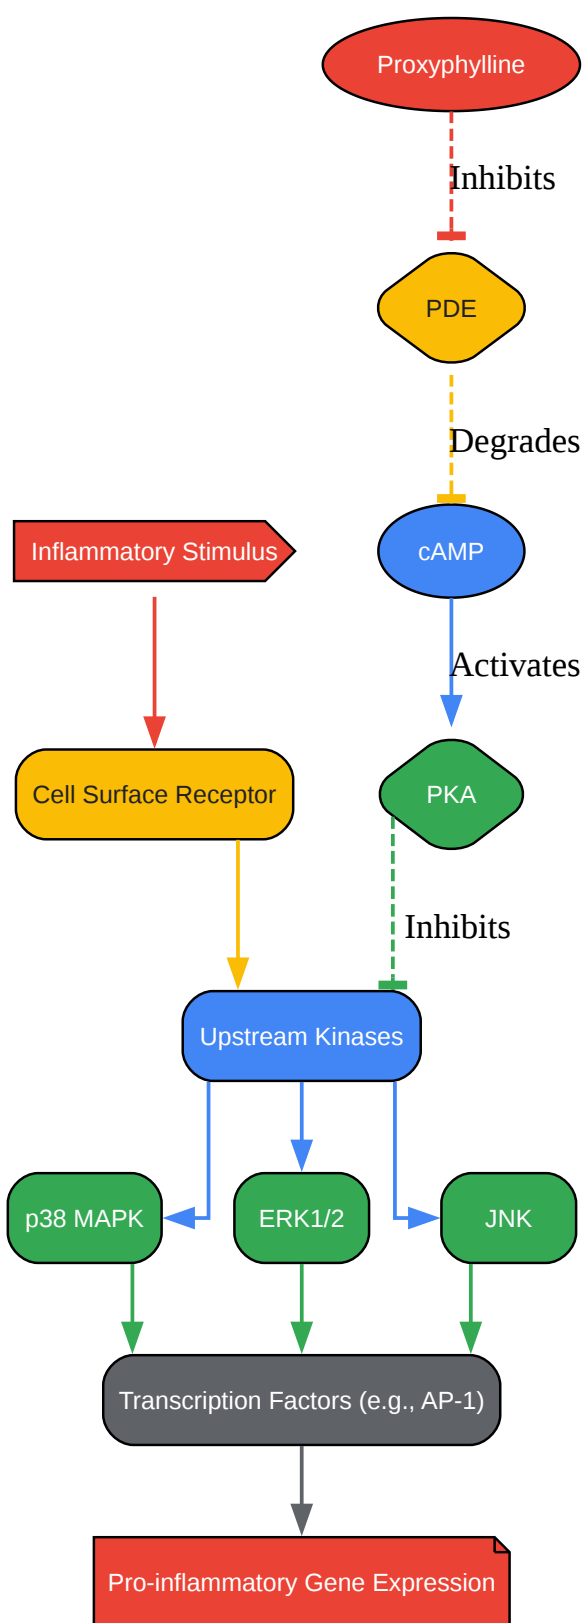 Proxyphylline
Inhibits
PDE
Degrades
Inflammatory Stimulus
cAMP
Activates
Cell Surface Receptor
PKA
Inhibits
Upstream Kinases
p38 MAPK
ERK1/2
JNK
Transcription Factors (e.g., AP-1)
Pro-inflammatory Gene Expression